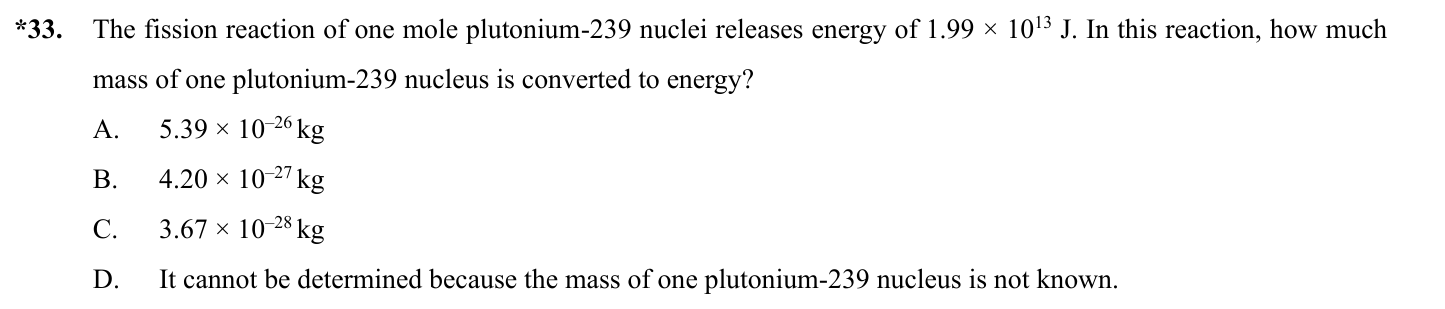 *33. The fission reaction of one mole plutonium-239 nuclei releases energy of 1.99 × 10¹³ J. In this reaction, how much
mass of one plutonium-239 nucleus is converted to energy?
A. 5.39 × 10⁻²⁶ kg
B. 4.20 × 10⁻²⁷ kg
C. 3.67 × 10⁻²⁸ kg
D. It cannot be determined because the mass of one plutonium-239 nucleus is not known.